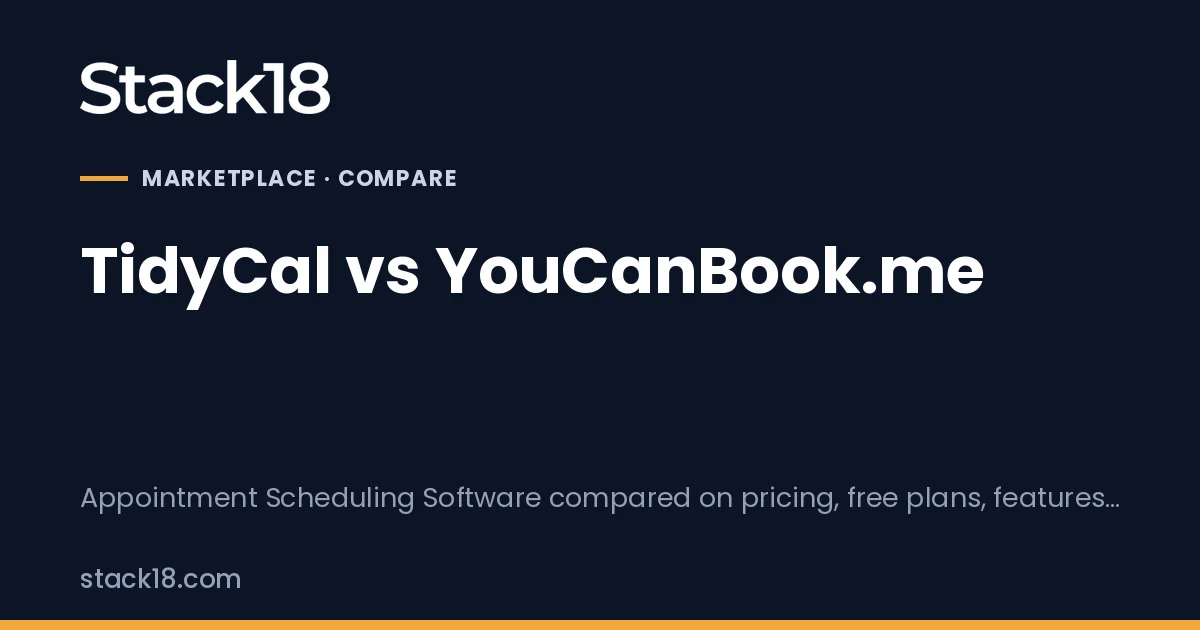 Stack18
MARKETPLACE · COMPARE
TidyCal vs YouCanBook.me
Appointment Scheduling Software compared on pricing, free plans, features...
stack18.com